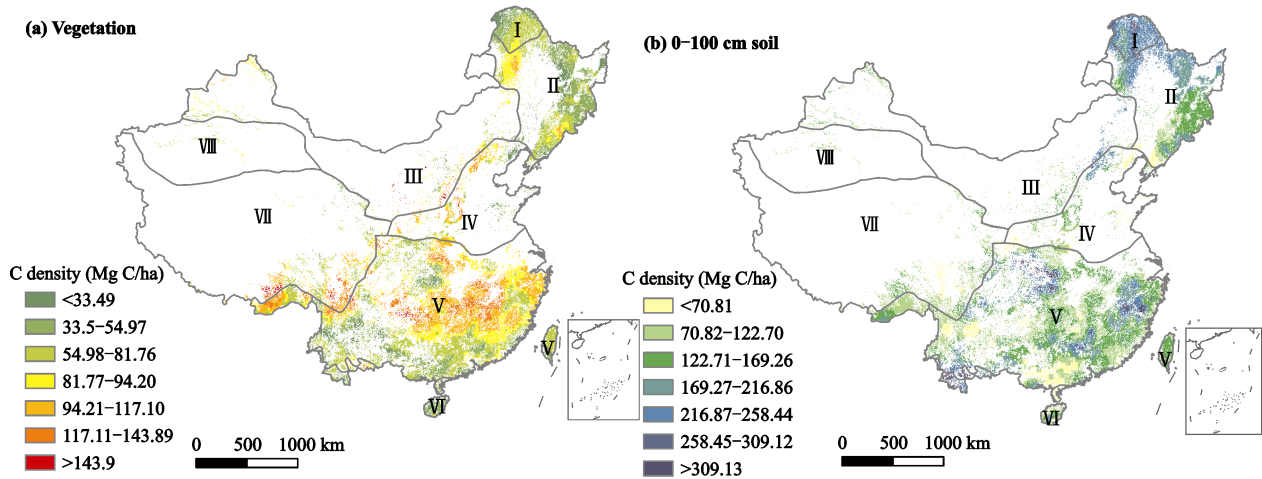 (a) Vegetation
I
II
VIII
III
VII
IV
C density (Mg C/ha)
<33.49
33.5−54.97
54.98−81.76
81.77−94.20
94.21−117.10
117.11−143.89
>143.9
V
V
VI
0 500 1000 km
(b) 0−100 cm soil
I
II
VIII
III
VII
IV
C density (Mg C/ha)
<70.81
70.82−122.70
122.71−169.26
169.27−216.86
216.87−258.44
258.45−309.12
>309.13
V
V
VI
0 500 1000 km